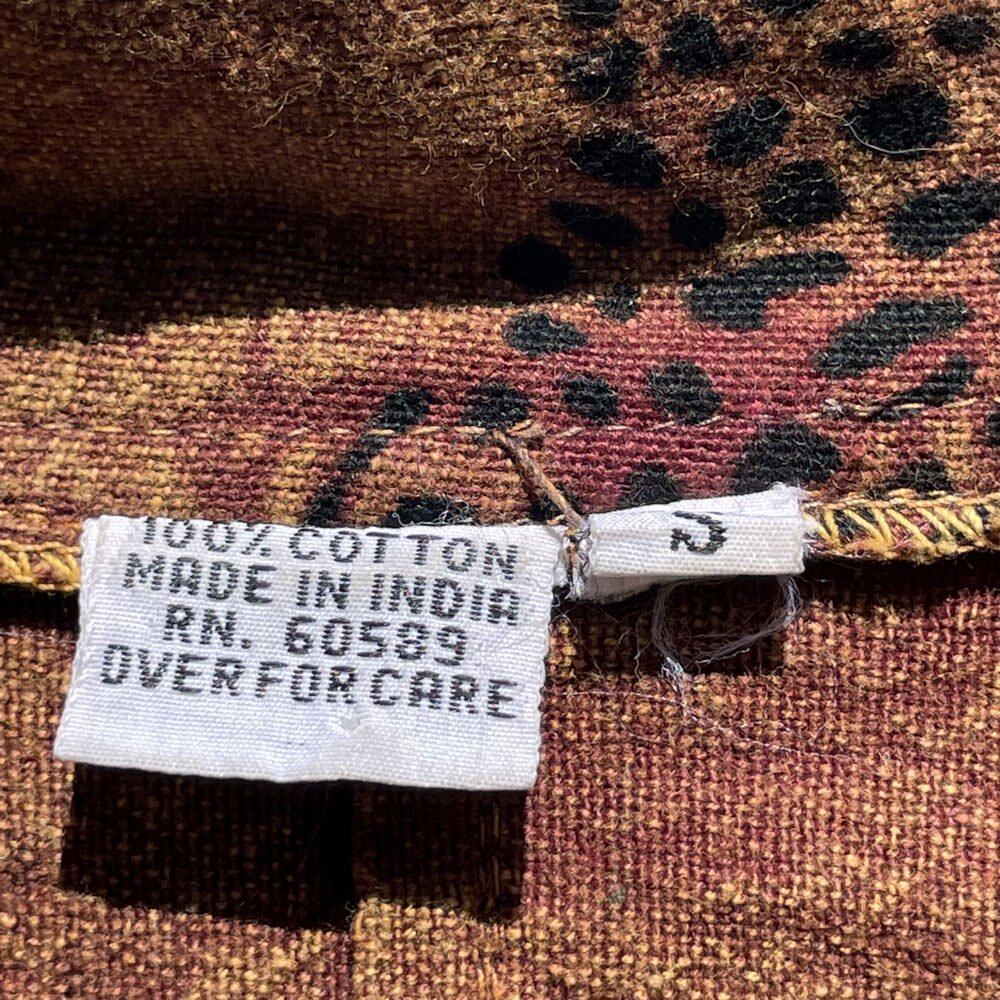 100% COTTON
MADE IN INDIA
RN. 60589
OVER FOR CARE